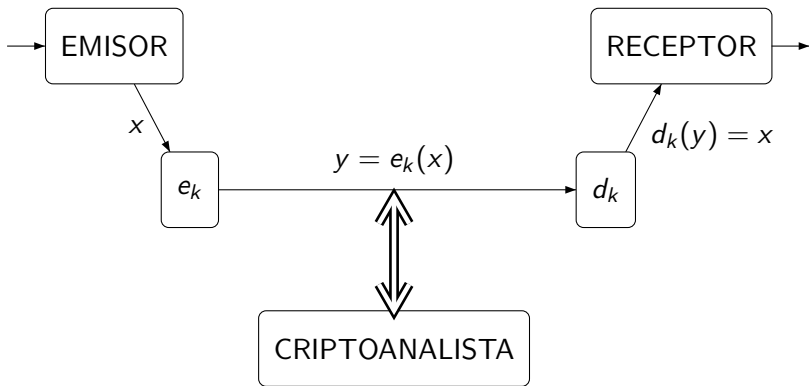 EMISOR
RECEPTOR
x
d_k(y) = x
y = e_k(x)
e_k
d_k
CRIPTOANALISTA